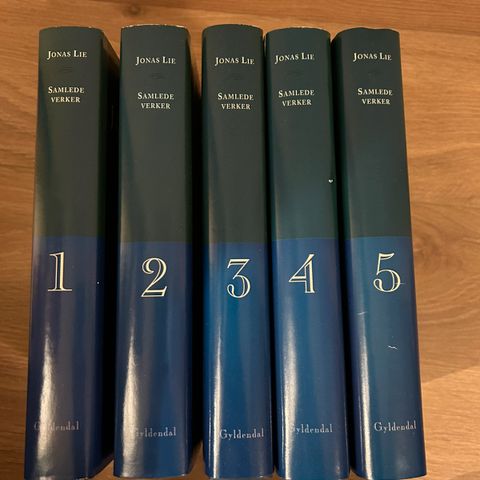 JONAS LIE
SAMLEDE
VERKER
1
Gyldendal
JONAS LIE
SAMLEDE
VERKER
2
Gyldendal
JONAS LIE
SAMLEDE
VERKER
3
Gyldendal
JONAS LIE
SAMLEDE
VERKER
4
Gyldendal
JONAS LIE
SAMLEDE
VERKER
5
Gyldendal